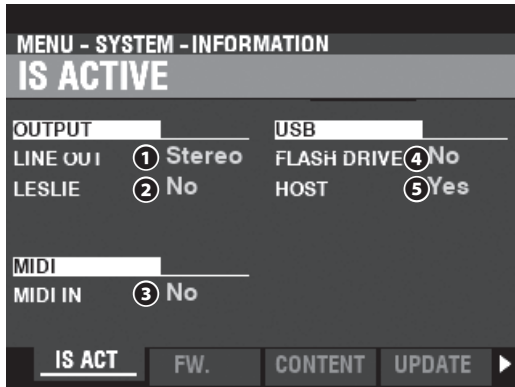 MENU - SYSTEM - INFORMATION
IS ACTIVE
OUTPUT
LINE OUT 1 Stereo
LESLIE 2 No
USB
FLASH DRIVE 4 No
HOST 5 Yes
MIDI
MIDI IN 3 No
IS ACT FW. CONTENT UPDATE